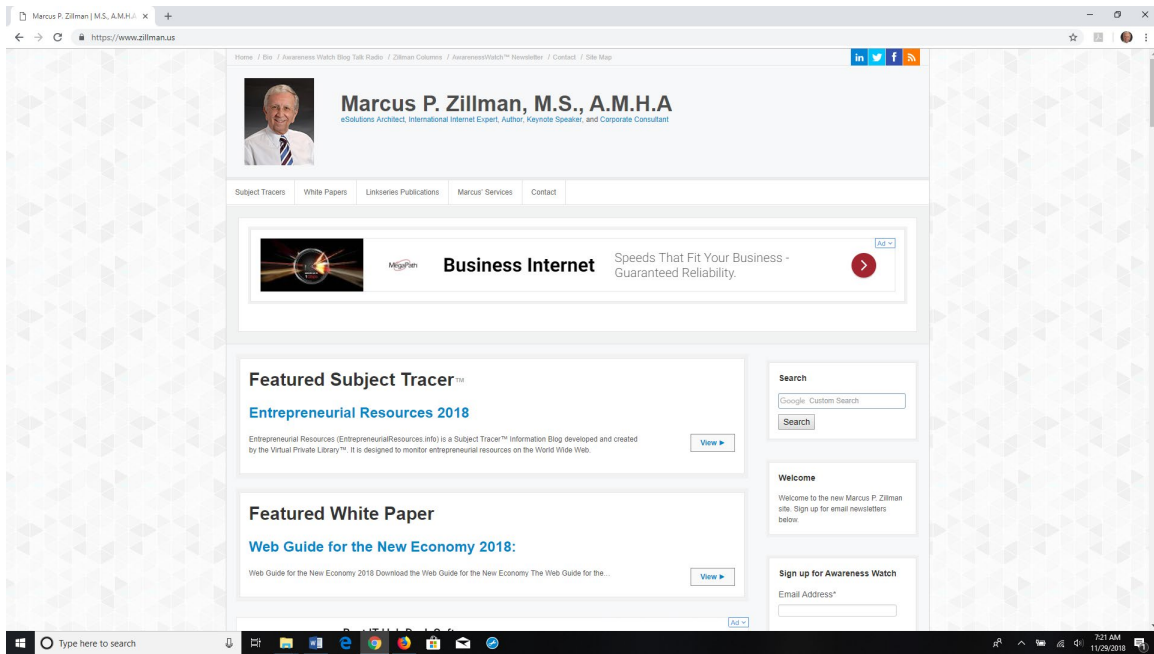 Marcus P. Zillman | M.S., A.M.H.A
https://www.zillman.us
Home / Bio / Awareness Watch Blog Talk Radio / Zillman Columns / AwarenessWatch™ Newsletter / Contact / Site Map
Marcus P. Zillman, M.S., A.M.H.A
eSolutions Architect, International Internet Expert, Author, Keynote Speaker, and Corporate Consultant
Subject Tracers White Papers Linkseries Publications Marcus' Services Contact
Ad
MegaPath Business Internet Speeds That Fit Your Business -
Guaranteed Reliability.
Featured Subject Tracer™
Entrepreneurial Resources 2018
Entrepreneurial Resources (EntrepreneurialResources.info) is a Subject Tracer™ Information Blog developed and created
by the Virtual Private Library™. It is designed to monitor entrepreneurial resources on the World Wide Web.
View ►
Search
Google Custom Search
Search
Welcome
Welcome to the new Marcus P. Zillman
site. Sign up for email newsletters
below.
Featured White Paper
Web Guide for the New Economy 2018:
Web Guide for the New Economy 2018 Download the Web Guide for the New Economy The Web Guide for the...
View ►
Sign up for Awareness Watch
Email Address*
Ad
Type here to search
7:21 AM
11/29/2018